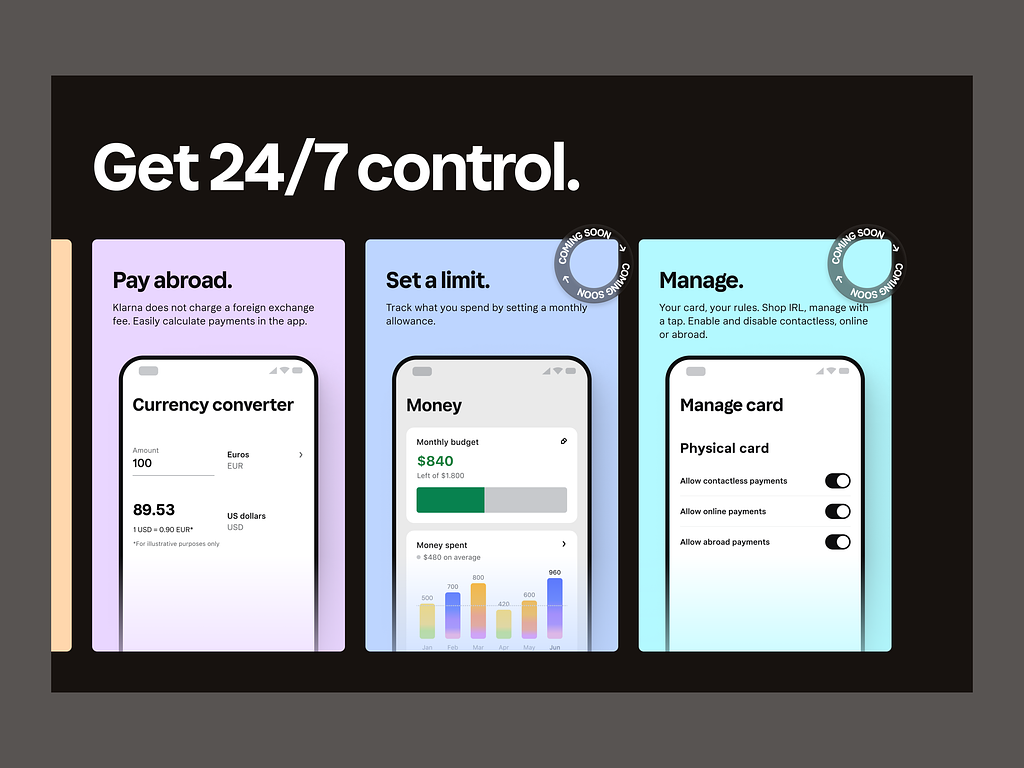 Get 24/7 control.
Pay abroad.
Klarna does not charge a foreign exchange
fee. Easily calculate payments in the app.
Currency converter
Amount
100
Euros
EUR
89.53
1 USD = 0.90 EUR*
*For illustrative purposes only
US dollars
USD
COMING SOON
COMING SOON
Set a limit.
Track what you spend by setting a monthly
allowance.
Money
Monthly budget
$840
Left of $1.800
Money spent
$480 on average
500
700
800
420
600
960
Jan
Feb
Mar
Apr
May
Jun
COMING SOON
COMING SOON
Manage.
Your card, your rules. Shop IRL, manage with
a tap. Enable and disable contactless, online
or abroad.
Manage card
Physical card
Allow contactless payments
Allow online payments
Allow abroad payments